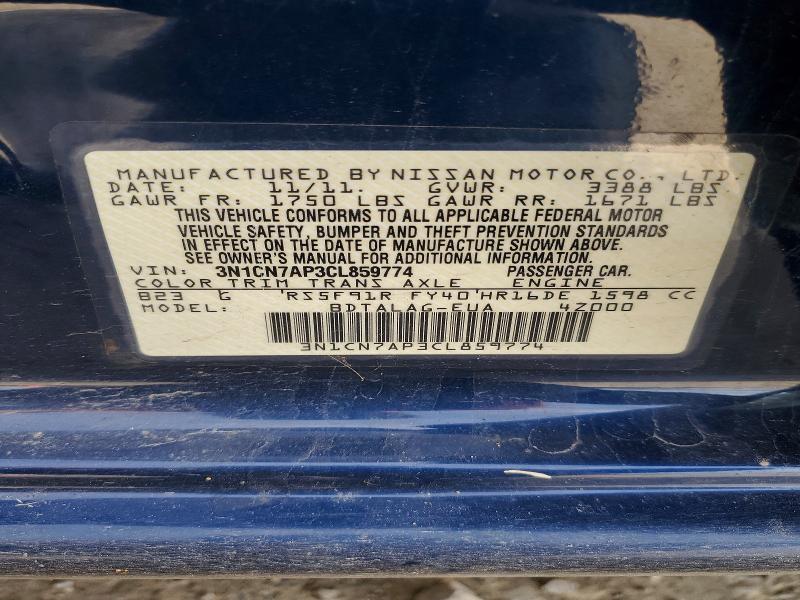 MANUFACTURED BY NISSAN MOTOR CO., LTD.
DATE: 11/11. GVWR: 3388 LBS
GAWR FR: 1750 LBS GAWR RR: 1671 LBS
THIS VEHICLE CONFORMS TO ALL APPLICABLE FEDERAL MOTOR
VEHICLE SAFETY, BUMPER AND THEFT PREVENTION STANDARDS
IN EFFECT ON THE DATE OF MANUFACTURE SHOWN ABOVE.
SEE OWNER'S MANUAL FOR ADDITIONAL INFORMATION.
VIN: 3N1CN7AP3CL859774 PASSENGER CAR.
COLOR TRIM TRANS AXLE ENGINE
B23 G 'RS5F91R FY40'HR16DE 1598 CC
MODEL: BDTALAG-EUA 4Z000
3N1CN7AP3CL859774